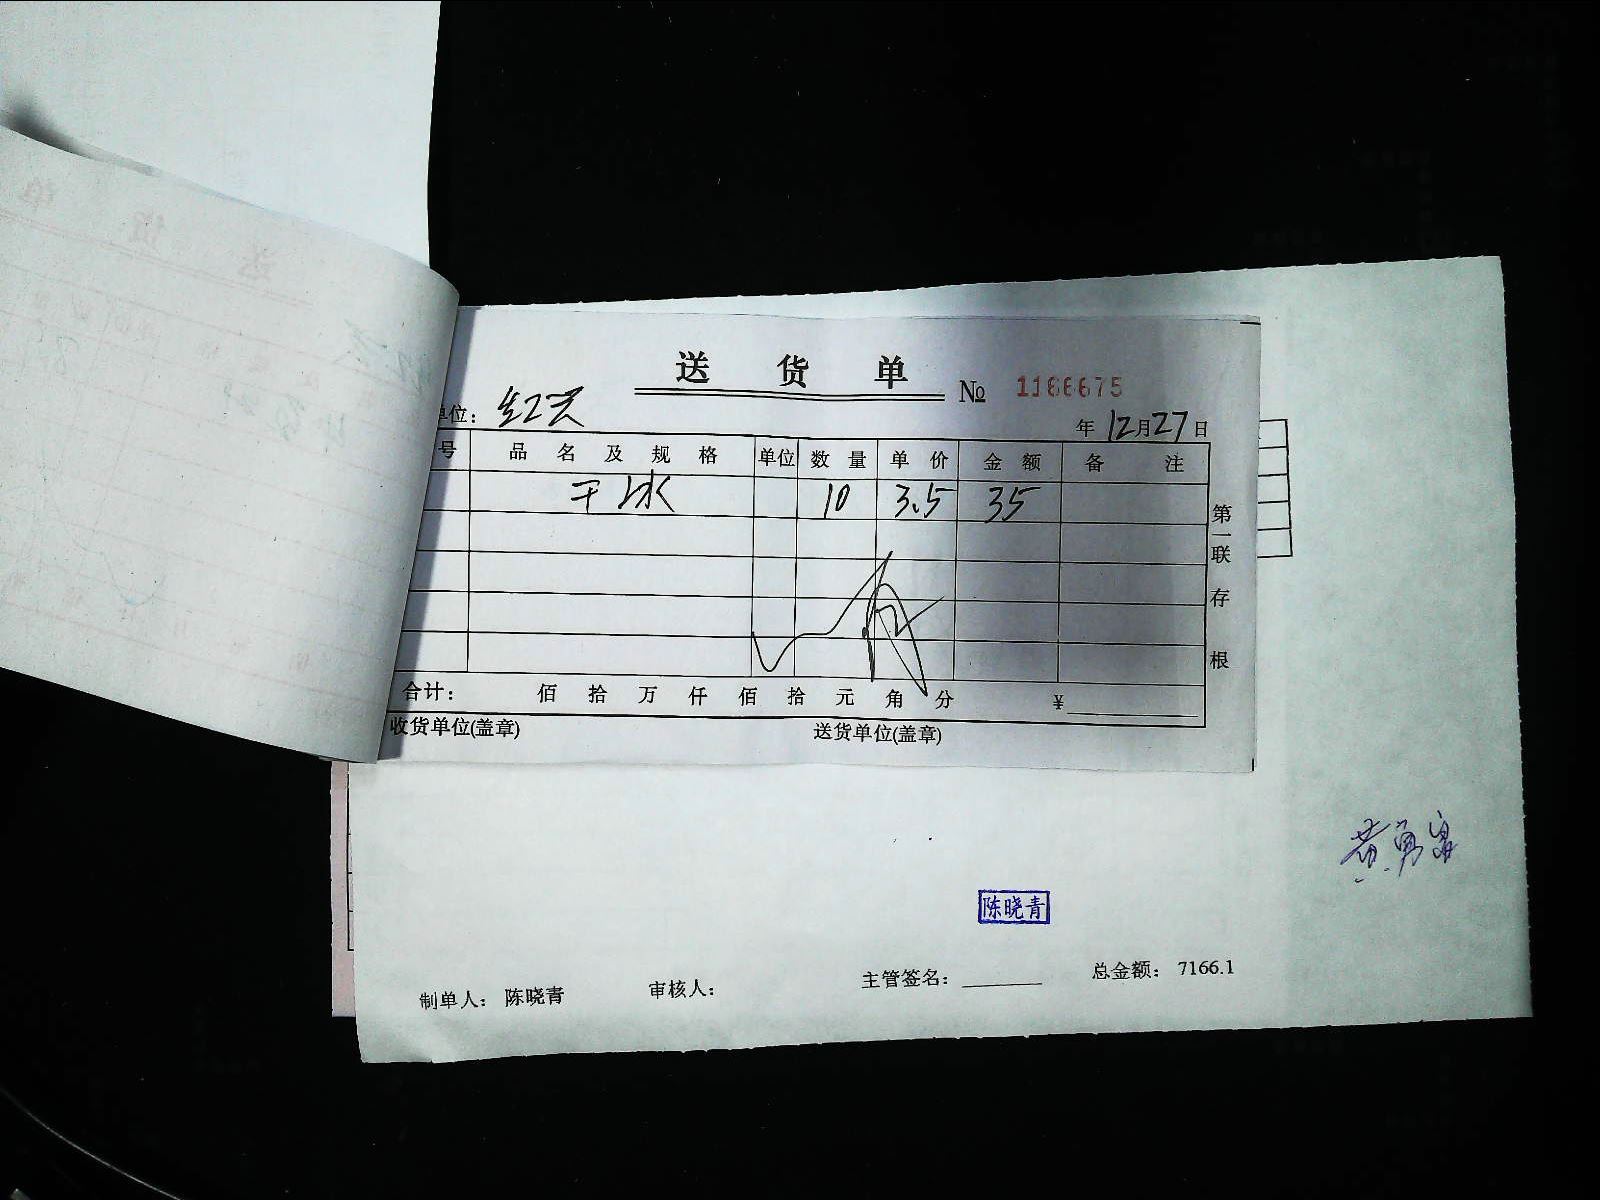 送 货 单
№ 1166675
单位：红云
年 12月27日
号 品 名 及 规 格 单位 数 量 单 价 金 额 备 注
干冰 10 3.5 35
第一联 存根
合计： 佰 拾 万 仟 佰 拾 元 角 分 ¥
收货单位(盖章) 送货单位(盖章)
陈晓青
制单人： 陈晓青 审核人： 主管签名： 总金额： 7166.1